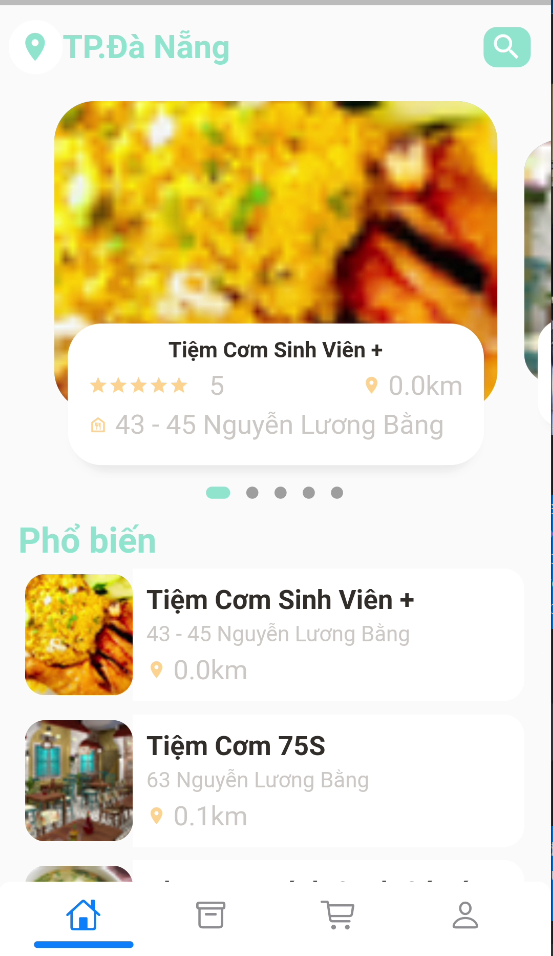 TP.Đà Nẵng
Tiệm Cơm Sinh Viên +
5
0.0km
43 - 45 Nguyễn Lương Bằng
Phổ biến
Tiệm Cơm Sinh Viên +
43 - 45 Nguyễn Lương Bằng
0.0km
Tiệm Cơm 75S
63 Nguyễn Lương Bằng
0.1km